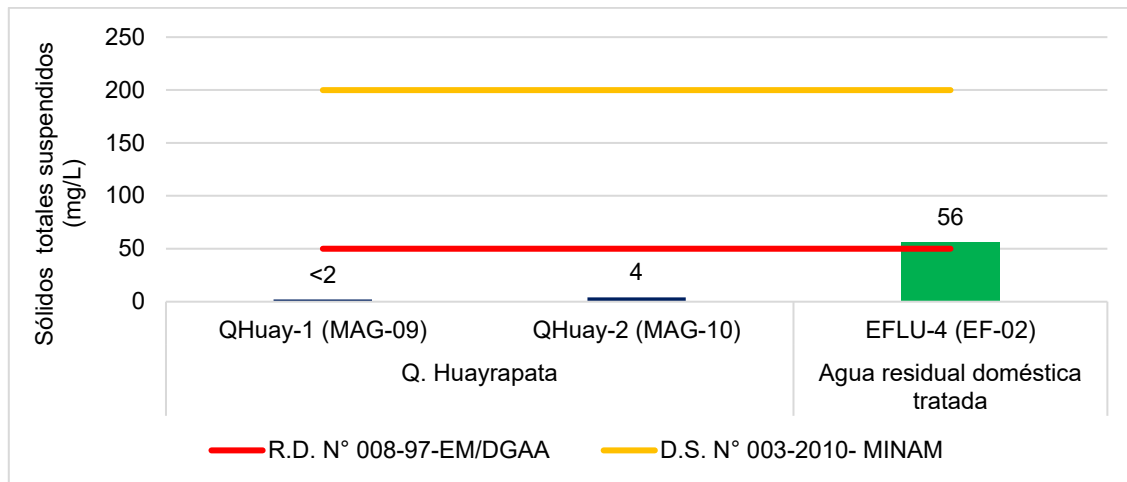 Sólidos totales suspendidos
(mg/L)
250
200
150
100
50
0
<2
4
56
QHuay-1 (MAG-09)
QHuay-2 (MAG-10)
EFLU-4 (EF-02)
Q. Huayrapata
Agua residual doméstica
tratada
R.D. N° 008-97-EM/DGAA
D.S. N° 003-2010- MINAM